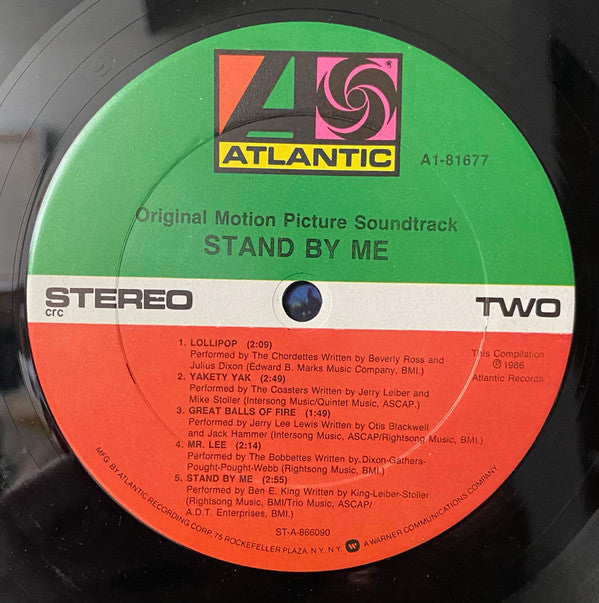 ATLANTIC
®
A1-81677
Original Motion Picture Soundtrack
STAND BY ME
STEREO
crc
TWO
1. LOLLIPOP (2:09)
Performed by The Chordettes Written by Beverly Ross and
Julius Dixon (Edward B. Marks Music Company, BMI.)
2. YAKETY YAK (2:49)
Performed by The Coasters Written by Jerry Leiber and
Mike Stoller (Intersong Music/Quintet Music, ASCAP.)
3. GREAT BALLS OF FIRE (1:49)
Performed by Jerry Lee Lewis Written by Otis Blackwell
and Jack Hammer (Intersong Music, ASCAP/Rightsong Music, BMI.)
4. MR. LEE (2:14)
Performed by The Bobbettes Written by.Dixon-Gathers-
Pought-Pought-Webb (Rightsong Music, BMI.)
5. STAND BY ME (2:55)
Performed by Ben E. King Written by King-Leiber-Stoller
(Rightsong Music, BMI/Trio Music, ASCAP/
A.D.T. Enterprises, BMI.)
This Compilation
℗ 1986
Atlantic Records.
ST-A-866090
MFG. BY ATLANTIC RECORDING CORP. 75 ROCKEFELLER PLAZA, N.Y. N.Y. A WARNER COMMUNICATIONS COMPANY